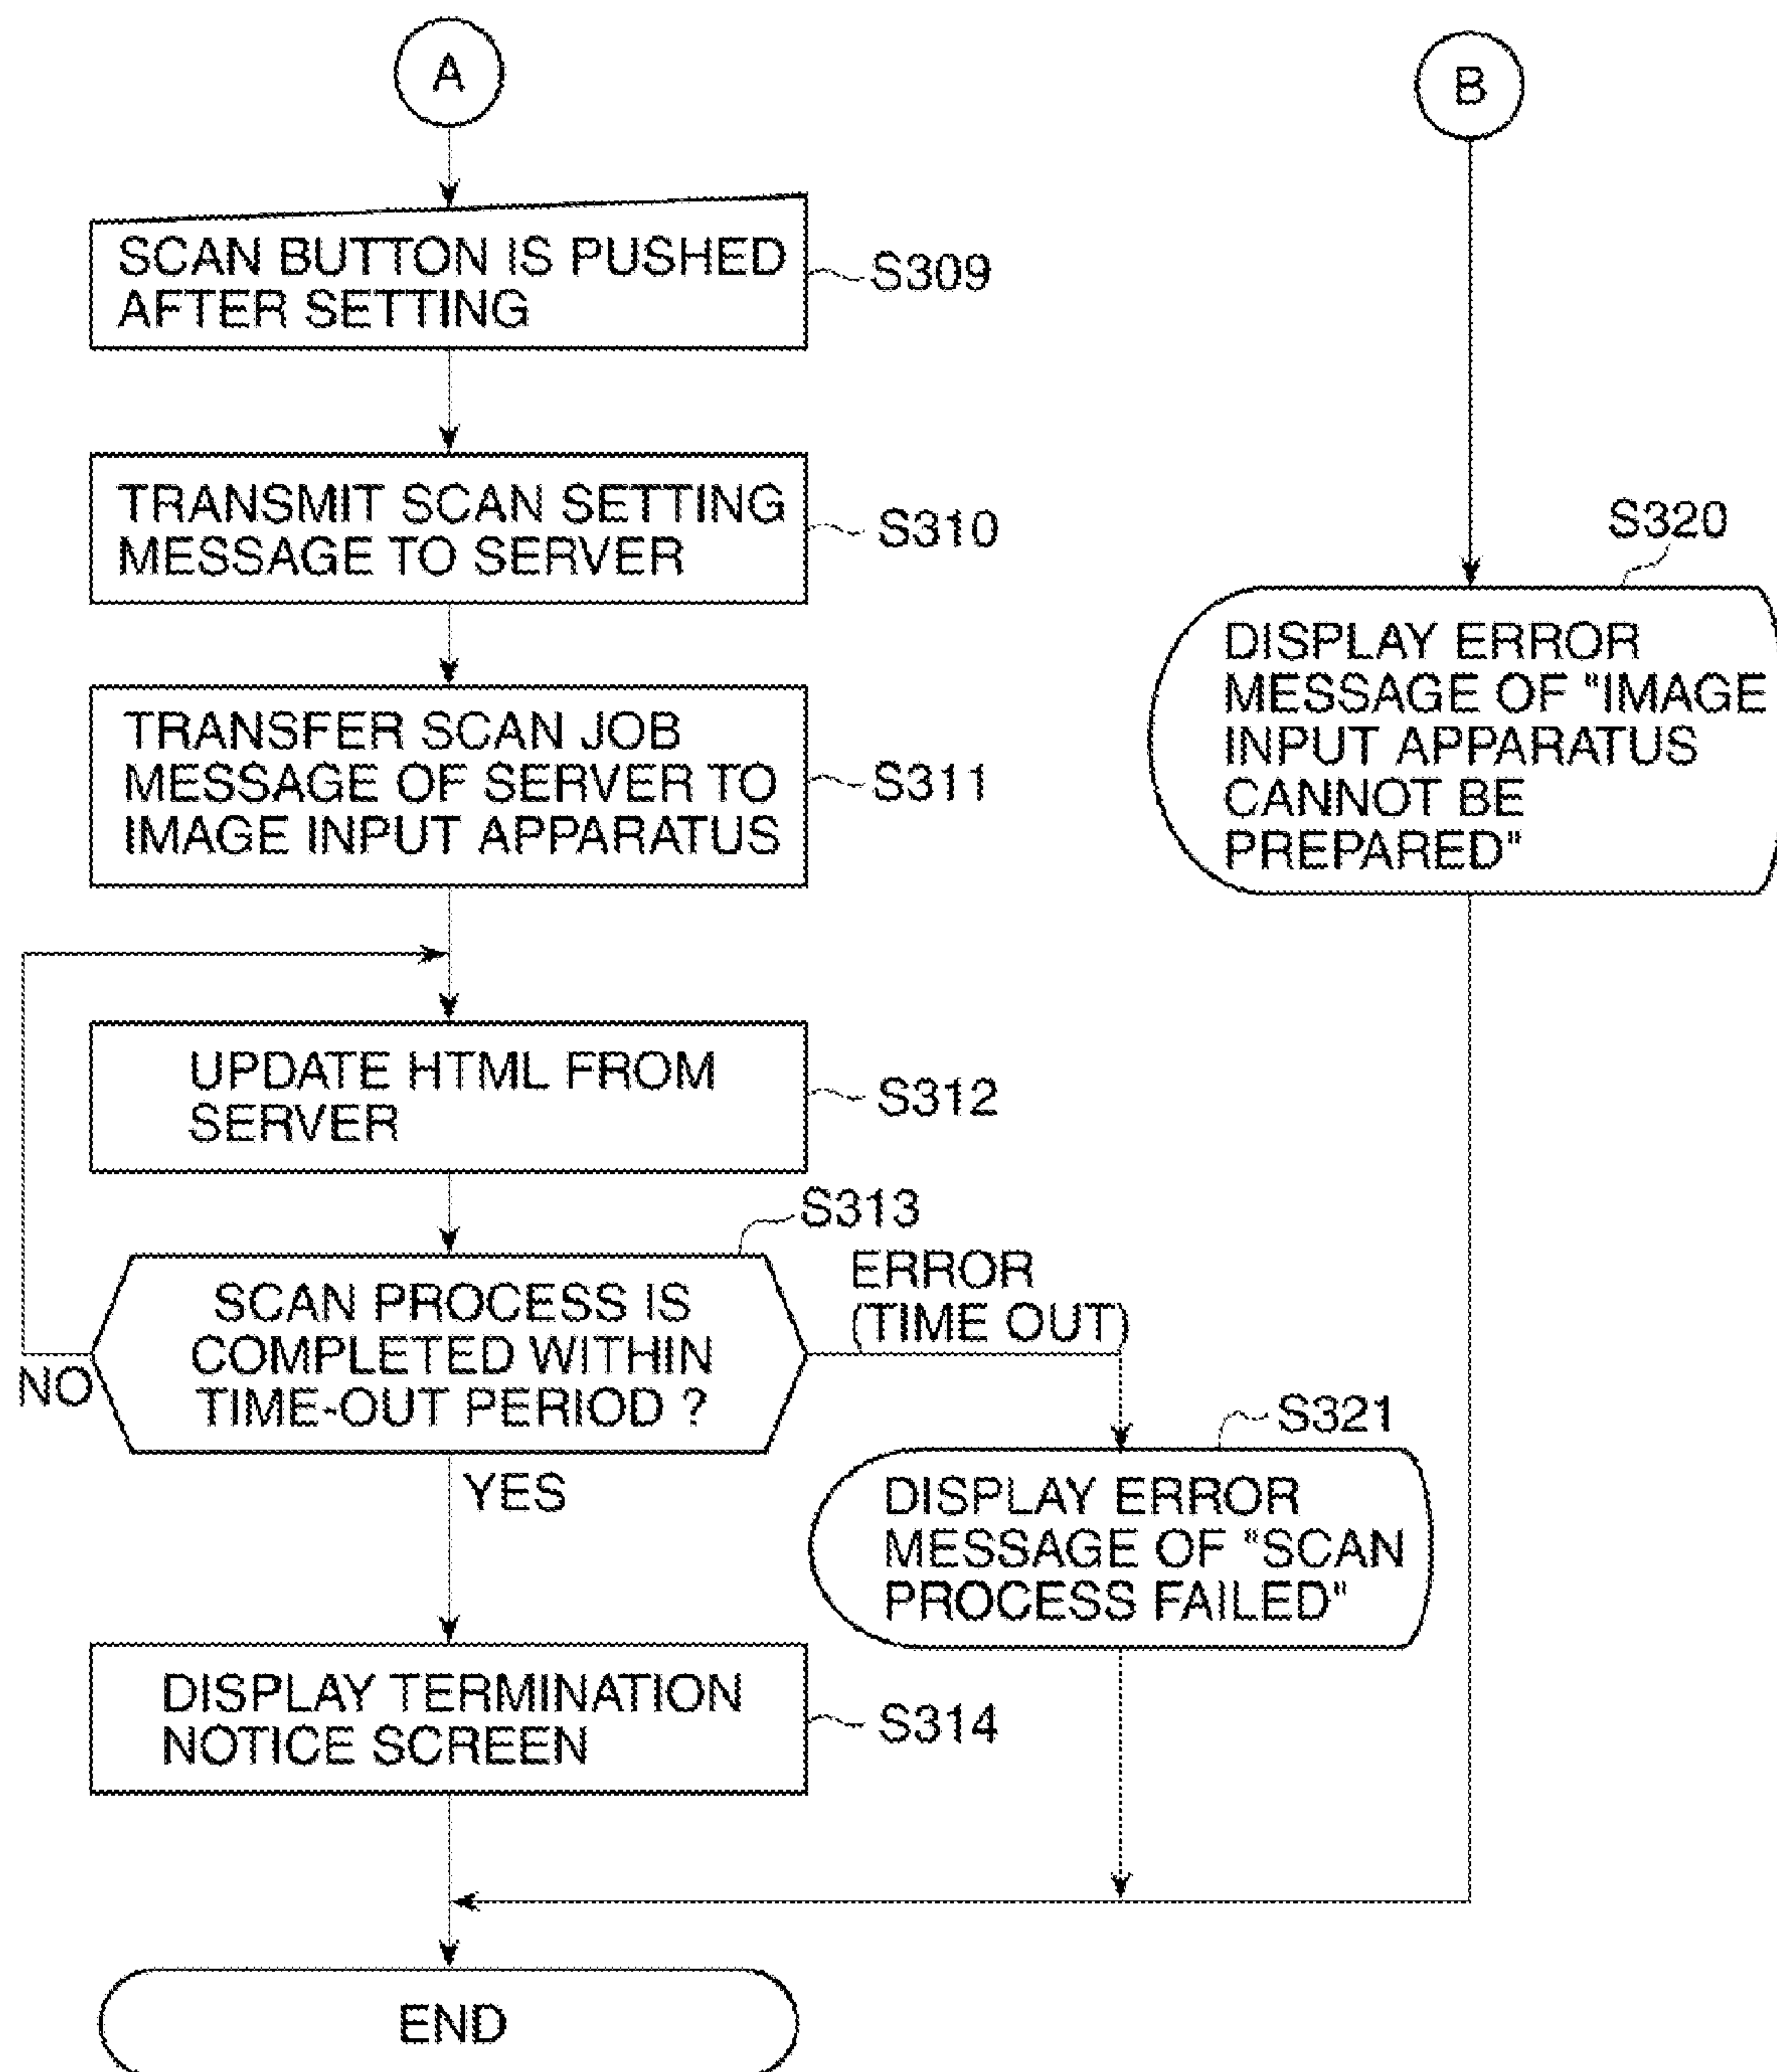 A
SCAN BUTTON IS PUSHED
AFTER SETTING
S309
TRANSMIT SCAN SETTING
MESSAGE TO SERVER
S310
TRANSFER SCAN JOB
MESSAGE OF SERVER TO
IMAGE INPUT APPARATUS
S311
UPDATE HTML FROM
SERVER
S312
S313
SCAN PROCESS IS
COMPLETED WITHIN
TIME-OUT PERIOD ?
NO
YES
ERROR
(TIME OUT)
S321
DISPLAY ERROR
MESSAGE OF "SCAN
PROCESS FAILED"
DISPLAY TERMINATION
NOTICE SCREEN
S314
END
B
S320
DISPLAY ERROR
MESSAGE OF "IMAGE
INPUT APPARATUS
CANNOT BE
PREPARED"